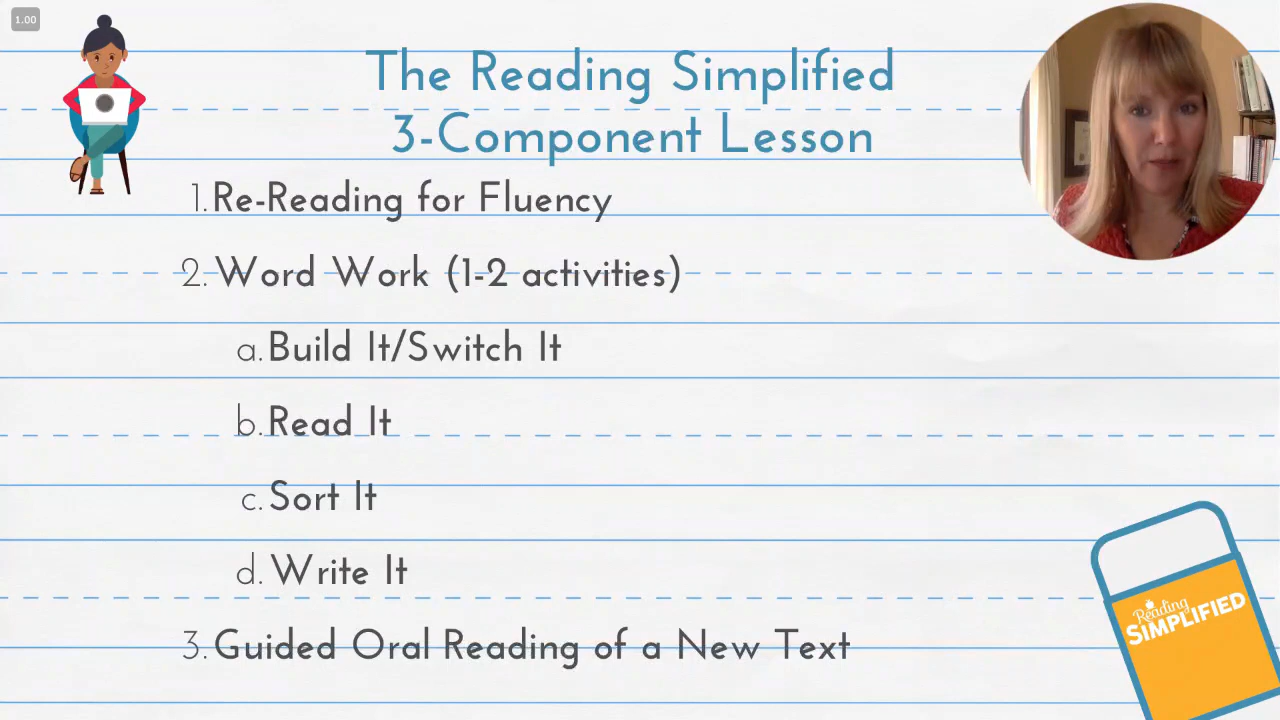 1.00
The Reading Simplified
3-Component Lesson
1. Re-Reading for Fluency
2. Word Work (1-2 activities)
a. Build It/Switch It
b. Read It
c. Sort It
d. Write It
3. Guided Oral Reading of a New Text
Reading
SIMPLIFIED